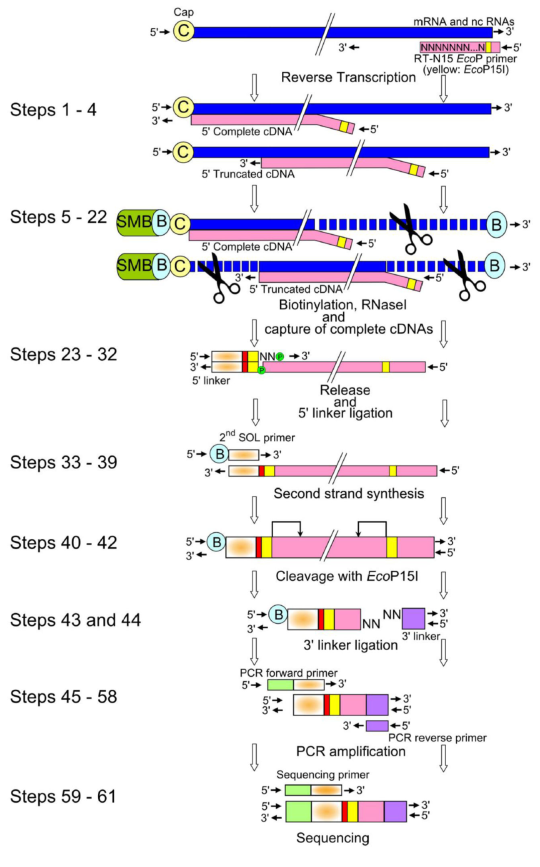 Cap
5' C 3'
mRNA and nc RNAs
3' NNNNNNN...N 5'
RT-N15 EcoP primer
(yellow: EcoP15I)
Reverse Transcription
Steps 1 - 4
5' C 3'
3' 5'
5' Complete cDNA
5' C 3'
3' 5'
5' Truncated cDNA
Steps 5 - 22
SMB B C B 3'
3' 5'
5' Complete cDNA
SMB B C B 3'
3' 5'
5' Truncated cDNA
Biotinylation, RNaseI
and
capture of complete cDNAs
Steps 23 - 32
5' NN P 3'
3' P 5'
5' linker
Release
and
5' linker ligation
Steps 33 - 39
2nd SOL primer
5' B 3'
3' 5'
Second strand synthesis
Steps 40 - 42
5' B 3'
3' 5'
Cleavage with EcoP15I
Steps 43 and 44
5' B NN 3'
3' NN 5'
3' linker
3' linker ligation
Steps 45 - 58
PCR forward primer
5' 3'
5' 3'
3' 5'
3' 5'
PCR reverse primer
PCR amplification
Steps 59 - 61
Sequencing primer
5' 3'
5' 3'
3' 5'
Sequencing